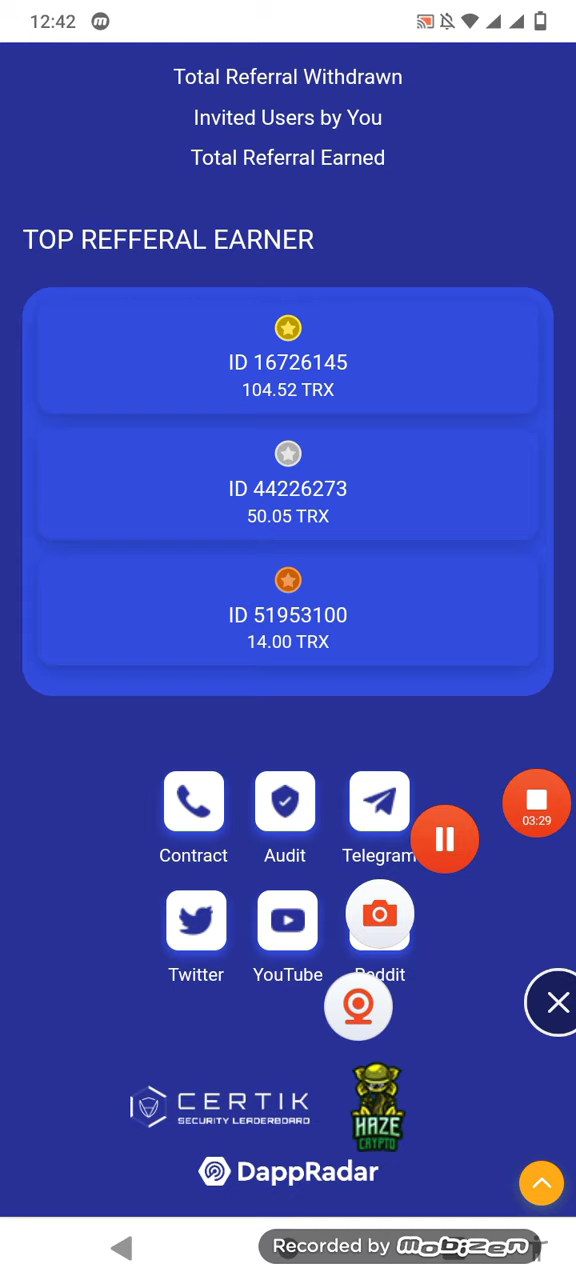 12:42
Total Referral Withdrawn
Invited Users by You
Total Referral Earned
TOP REFFERAL EARNER
ID 16726145
104.52 TRX
ID 44226273
50.05 TRX
ID 51953100
14.00 TRX
03:29
Contract Audit Telegram
Twitter YouTube Reddit
CERTIK
SECURITY LEADERBOARD
HAZE
CRYPTO
DappRadar
Recorded by mobizen